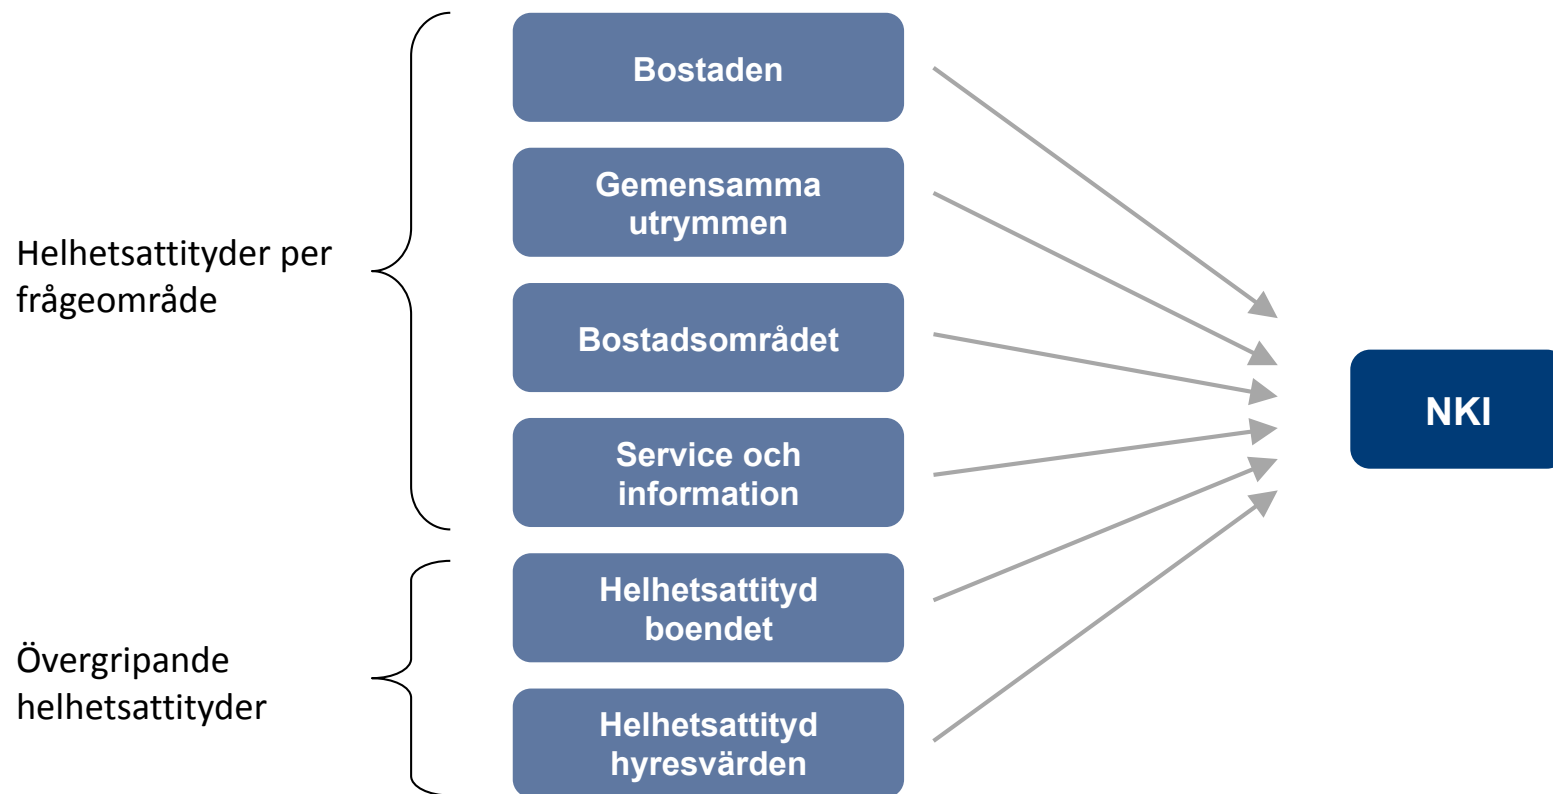 Helhetsattityder per
frågeområde
Bostaden
Gemensamma
utrymmen
Bostadsområdet
Service och
information
Övergripande
helhetsattityder
Helhetsattityd
boendet
Helhetsattityd
hyresvärden
NKI